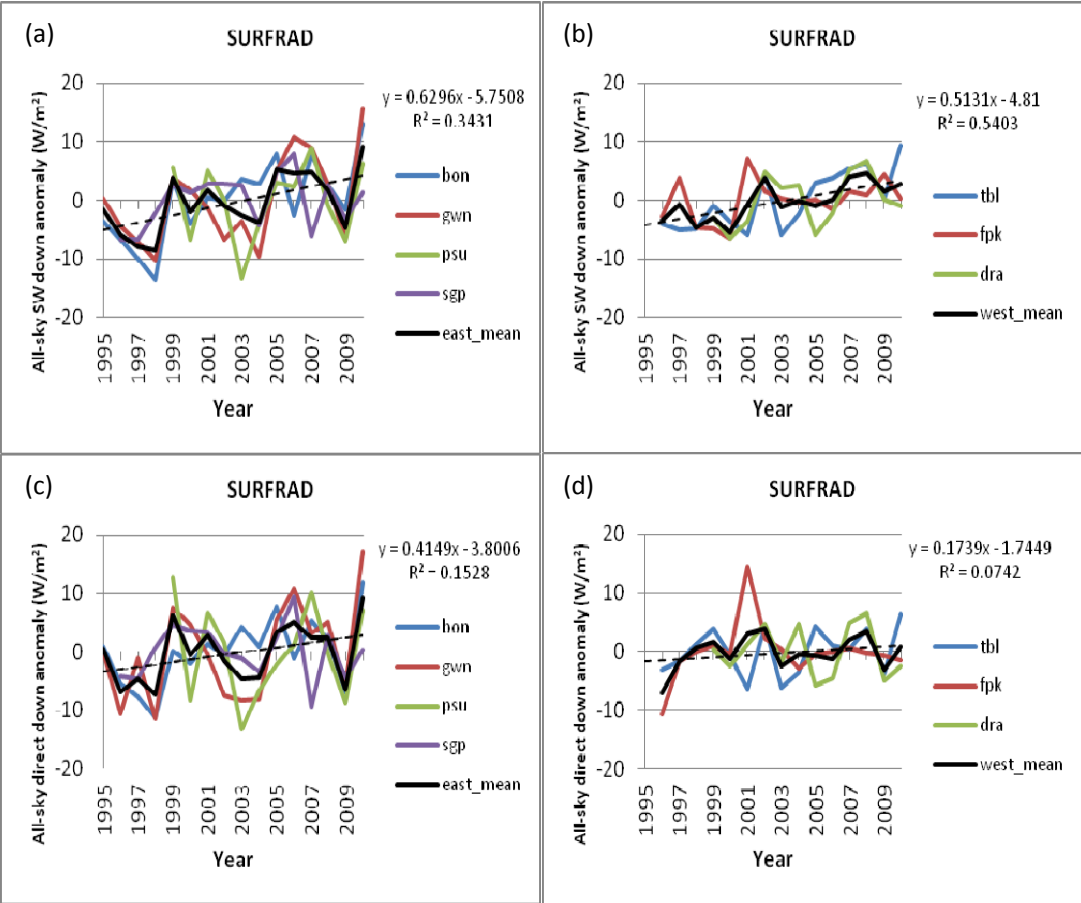 (a)
SURFRAD
All-sky SW down anomaly (W/m²)
20
10
0
-10
-20
y = 0.6296x - 5.7508
R² = 0.3431
bon
gwn
psu
sgp
east_mean
1995
1997
1999
2001
2003
2005
2007
2009
Year
(b)
SURFRAD
All-sky SW down anomaly (W/m²)
20
10
0
-10
-20
y = 0.5131x - 4.81
R² = 0.5403
tbl
fpk
dra
west_mean
1995
1997
1999
2001
2003
2005
2007
2009
Year
(c)
SURFRAD
All-sky direct down anomaly (W/m²)
20
10
0
-10
-20
y = 0.4149x - 3.8006
R² = 0.1528
bon
gwn
psu
sgp
east_mean
1995
1997
1999
2001
2003
2005
2007
2009
Year
(d)
SURFRAD
All-sky direct down anomaly (W/m²)
20
10
0
-10
-20
y = 0.1739x - 1.7449
R² = 0.0742
tbl
fpk
dra
west_mean
1995
1997
1999
2001
2003
2005
2007
2009
Year